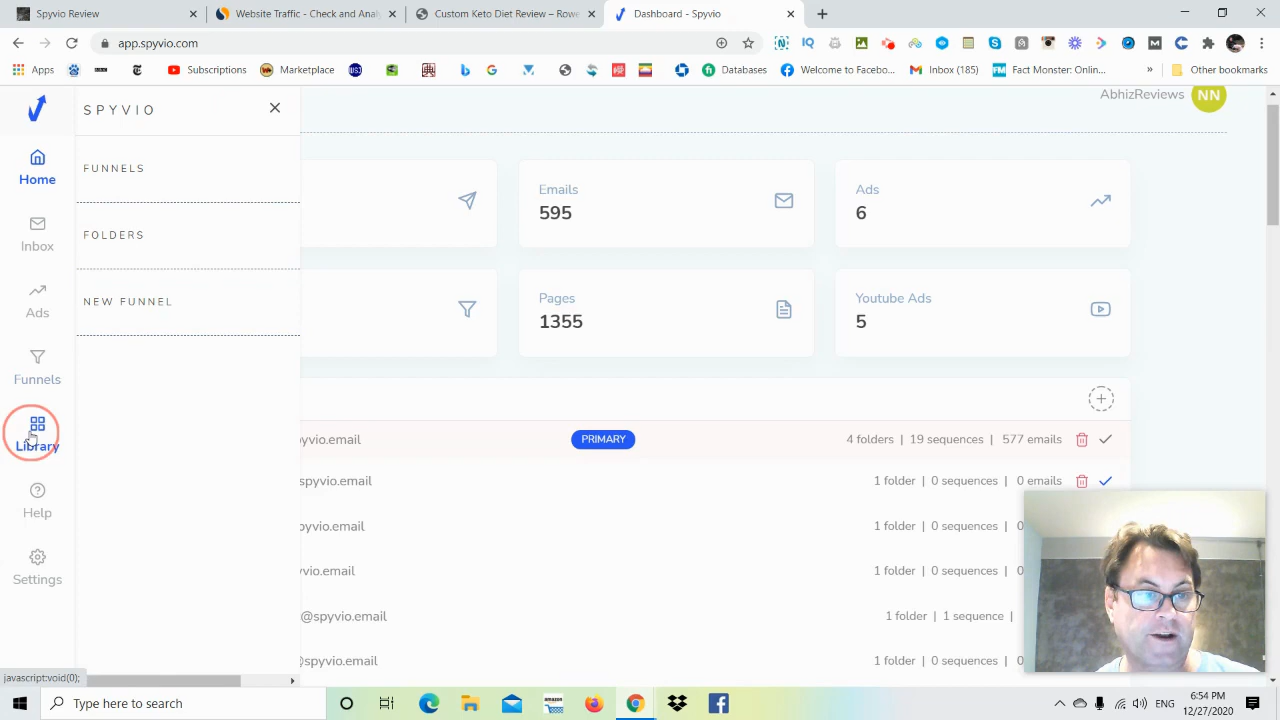 Spyvio Review
Website Traffic - Check and Analy
Custom Keto Diet Review – Rowe
Dashboard - Spyvio
app.spyvio.com
Apps
Subscriptions
Marketplace
Databases
Welcome to Facebo...
Inbox (185)
Fact Monster: Onlin...
Other bookmarks
SPYVIO
AbhizReviews
NN
Home
Inbox
Ads
Funnels
Library
Help
Settings
FUNNELS
FOLDERS
NEW FUNNEL
Emails
595
Ads
6
Pages
1355
Youtube Ads
5
pyvio.email
PRIMARY
4 folders | 19 sequences | 577 emails
spyvio.email
1 folder | 0 sequences | 0 emails
pyvio.email
1 folder | 0 sequences | 0
vio.email
1 folder | 0 sequences | 0
@spyvio.email
1 folder | 1 sequence |
@spyvio.email
1 folder | 0 sequences | 0
javascript:void(0);
Type here to search
amazon
ENG
6:54 PM
12/27/2020